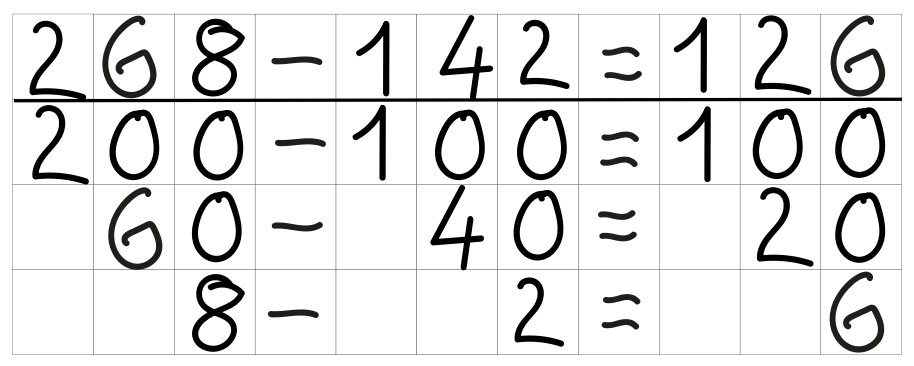 268 - 142 = 126
200 - 100 = 100
60 - 40 = 20
8 - 2 = 6